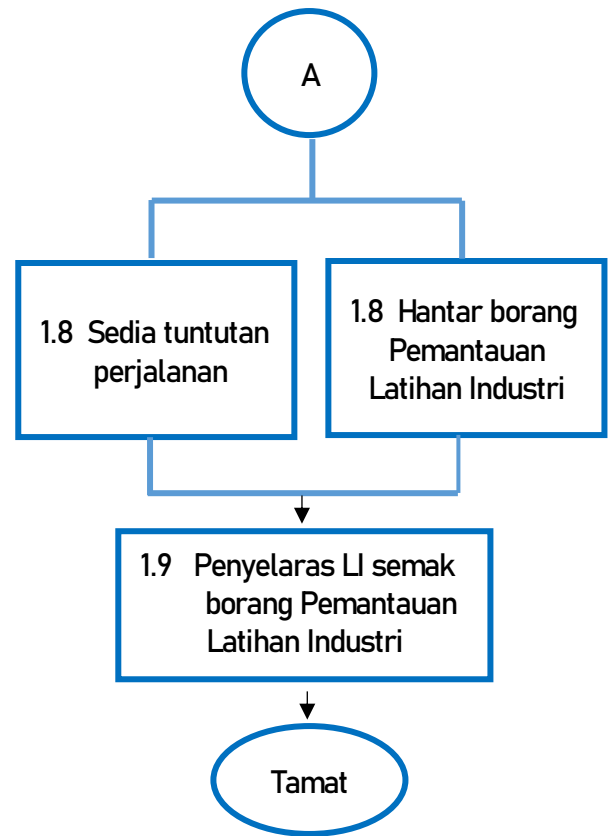 A
1.8 Sedia tuntutan
perjalanan
1.8 Hantar borang
Pemantauan
Latihan Industri
1.9 Penyelaras LI semak
borang Pemantauan
Latihan Industri
Tamat